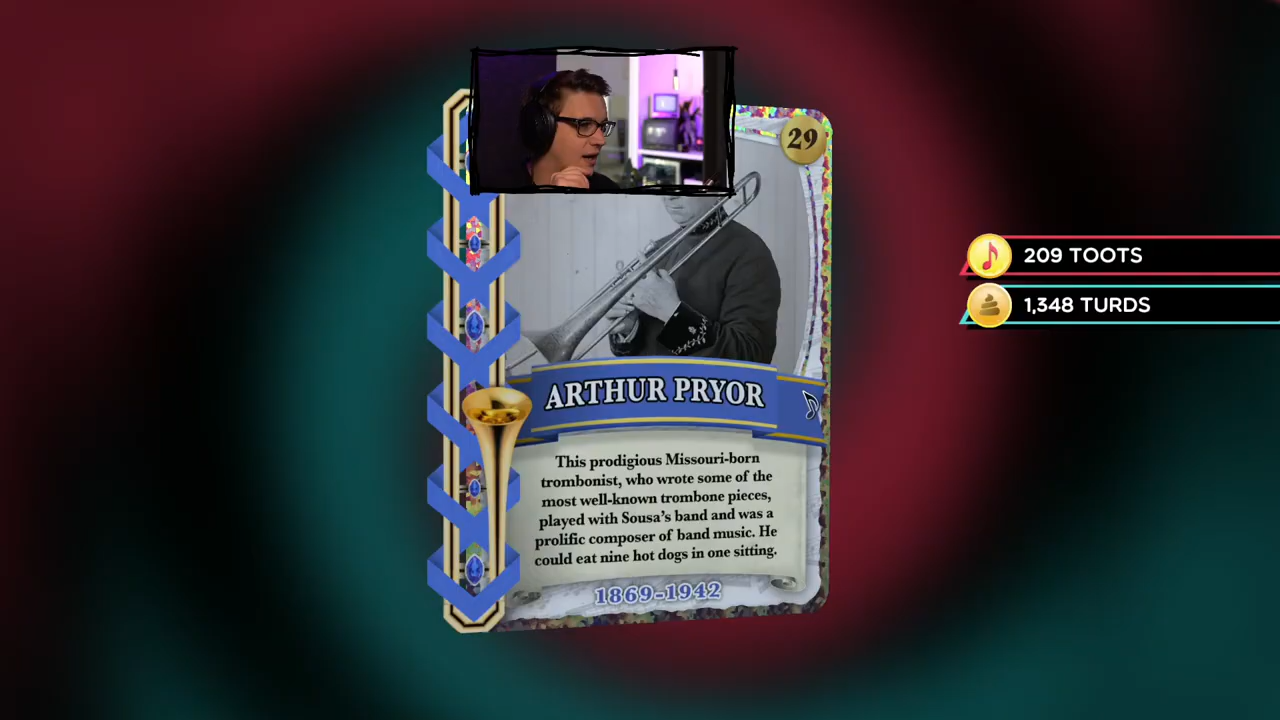 29
209 TOOTS
1,348 TURDS
ARTHUR PRYOR
This prodigious Missouri-born
trombonist, who wrote some of the
most well-known trombone pieces,
played with Sousa's band and was a
prolific composer of band music. He
could eat nine hot dogs in one sitting.
1869-1942